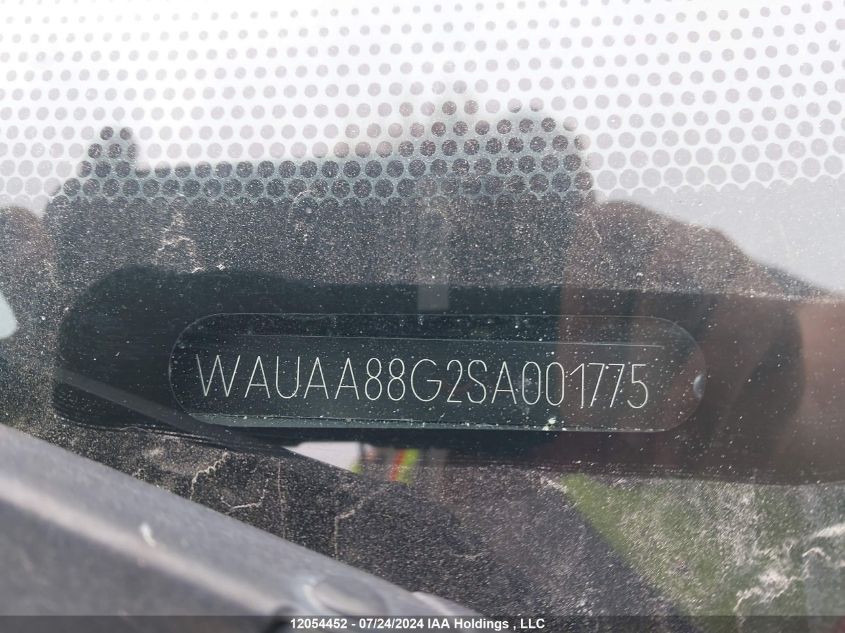 WAUAA88G2SA001775
12054452 - 07/24/2024 IAA Holdings , LLC